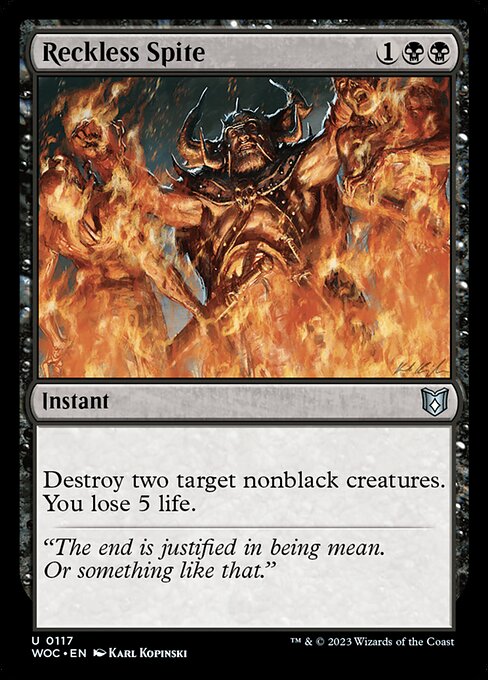 Reckless Spite 1
Instant
Destroy two target nonblack creatures.
You lose 5 life.
“The end is justified in being mean.
Or something like that.”
U 0117
WOC • EN Karl Kopinski
™ & © 2023 Wizards of the Coast